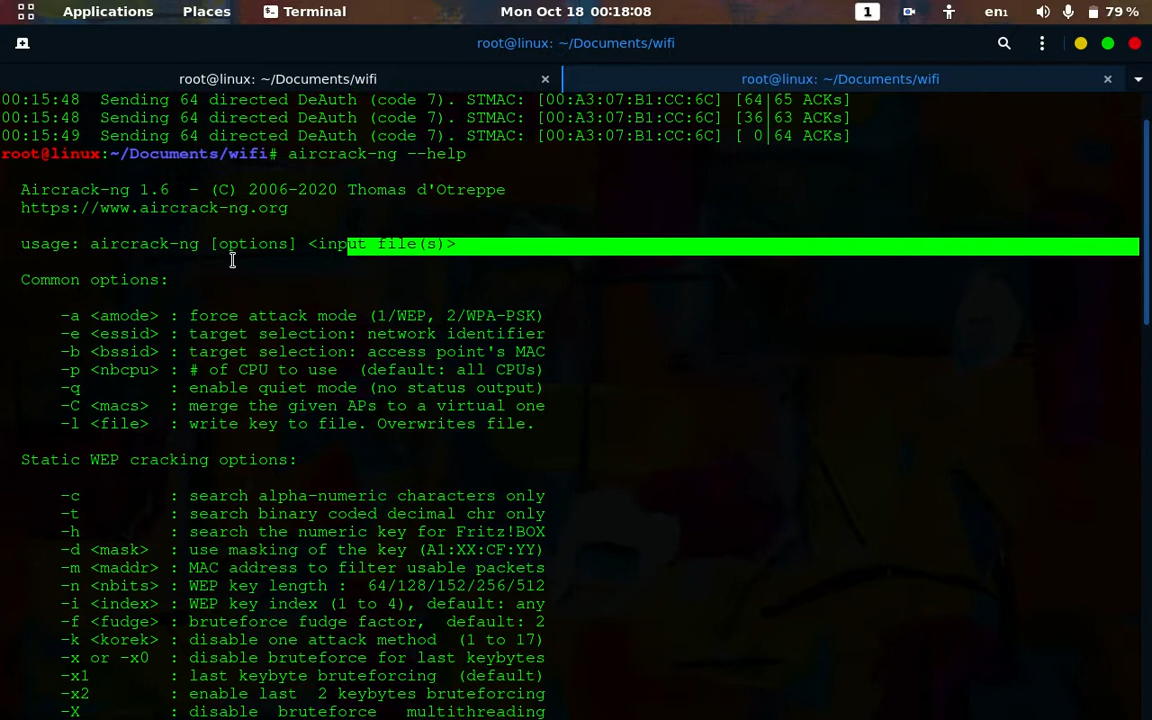 Applications Places Terminal Mon Oct 18 00:18:08 1 en₁ 79 %
root@linux: ~/Documents/wifi
root@linux: ~/Documents/wifi × root@linux: ~/Documents/wifi ×
00:15:48  Sending 64 directed DeAuth (code 7). STMAC: [00:A3:07:B1:CC:6C] [64|65 ACKs]
00:15:48  Sending 64 directed DeAuth (code 7). STMAC: [00:A3:07:B1:CC:6C] [36|63 ACKs]
00:15:49  Sending 64 directed DeAuth (code 7). STMAC: [00:A3:07:B1:CC:6C] [ 0|64 ACKs]
root@linux:~/Documents/wifi# aircrack-ng --help
Aircrack-ng 1.6  - (C) 2006-2020 Thomas d'Otreppe
https://www.aircrack-ng.org
usage: aircrack-ng [options] <input file(s)>
Common options:
-a <amode> : force attack mode (1/WEP, 2/WPA-PSK)
-e <essid> : target selection: network identifier
-b <bssid> : target selection: access point's MAC
-p <nbcpu> : # of CPU to use  (default: all CPUs)
-q         : enable quiet mode (no status output)
-C <macs>  : merge the given APs to a virtual one
-l <file>  : write key to file. Overwrites file.
Static WEP cracking options:
-c         : search alpha-numeric characters only
-t         : search binary coded decimal chr only
-h         : search the numeric key for Fritz!BOX
-d <mask>  : use masking of the key (A1:XX:CF:YY)
-m <maddr> : MAC address to filter usable packets
-n <nbits> : WEP key length :  64/128/152/256/512
-i <index> : WEP key index (1 to 4), default: any
-f <fudge> : bruteforce fudge factor,  default: 2
-k <korek> : disable one attack method  (1 to 17)
-x or -x0  : disable bruteforce for last keybytes
-x1        : last keybyte bruteforcing  (default)
-x2        : enable last  2 keybytes bruteforcing
-X         : disable  bruteforce   multithreading